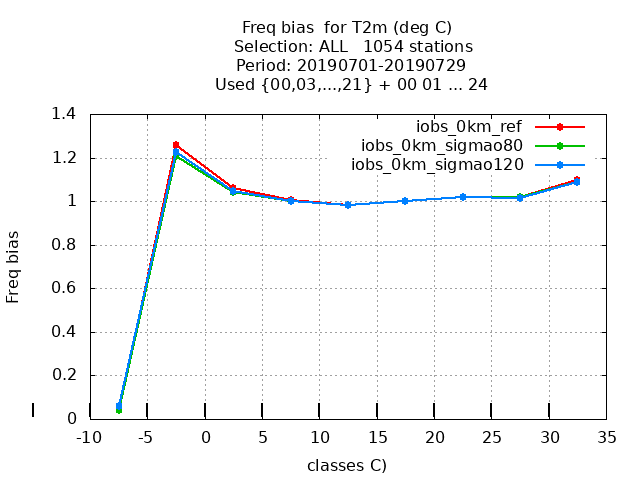 Freq bias  for T2m (deg C)
Selection: ALL   1054 stations
Period: 20190701-20190729
Used {00,03,...,21} + 00 01 ... 24
iobs_0km_ref
iobs_0km_sigmao80
iobs_0km_sigmao120
Freq bias
1.4
1.2
1
0.8
0.6
0.4
0.2
0
-10 -5 0 5 10 15 20 25 30 35
classes C)